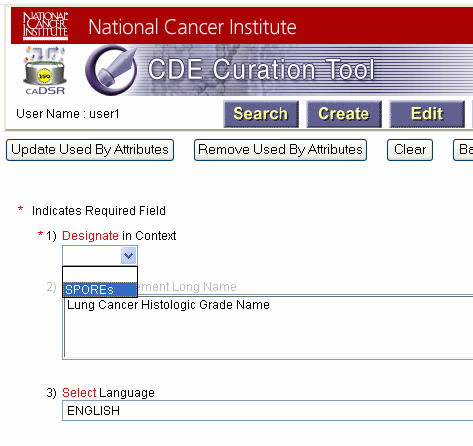 NATIONAL
CANCER
INSTITUTE
National Cancer Institute
ISO
caDSR
CDE Curation Tool
User Name : user1
Search Create Edit
Update Used By Attributes Remove Used By Attributes Clear Ba
* Indicates Required Field
* 1) Designate in Context
SPOREs
2) ement Long Name
Lung Cancer Histologic Grade Name
3) Select Language
ENGLISH